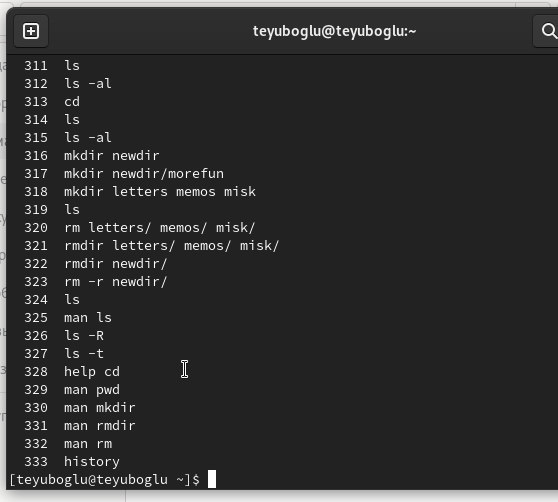 teyuboglu@teyuboglu:~
311 ls
312 ls -al
313 cd
314 ls
315 ls -al
316 mkdir newdir
317 mkdir newdir/morefun
318 mkdir letters memos misk
319 ls
320 rm letters/ memos/ misk/
321 rmdir letters/ memos/ misk/
322 rmdir newdir/
323 rm -r newdir/
324 ls
325 man ls
326 ls -R
327 ls -t
328 help cd
329 man pwd
330 man mkdir
331 man rmdir
332 man rm
333 history
[teyuboglu@teyuboglu ~]$